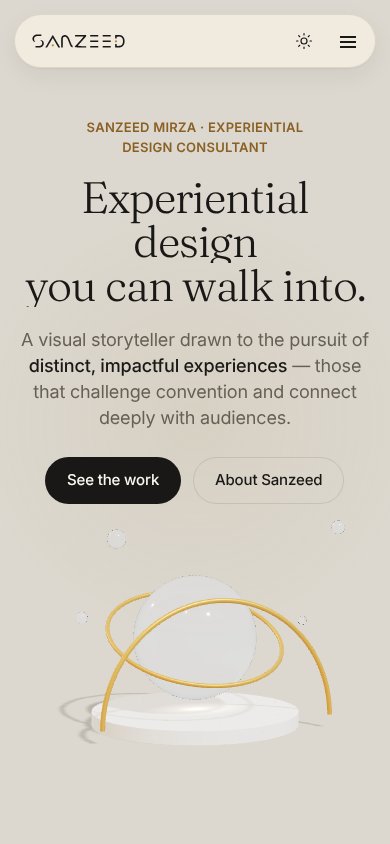 SANZEED
SANZEED MIRZA · EXPERIENTIAL
DESIGN CONSULTANT
Experiential
design
you can walk into.
A visual storyteller drawn to the pursuit of
distinct, impactful experiences — those
that challenge convention and connect
deeply with audiences.
See the work
About Sanzeed